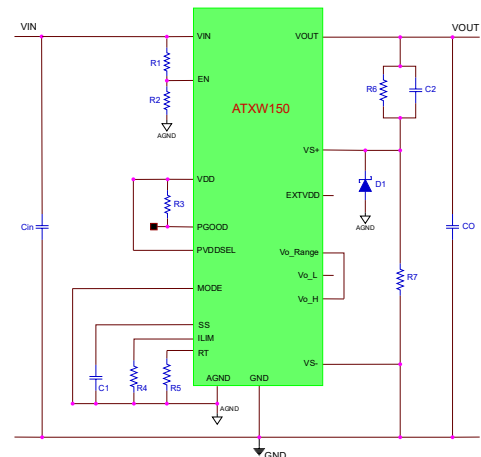 VIN
VOUT
VIN
VOUT
R1
EN
R2
AGND
ATXW150
R6
C2
VS+
VDD
D1
R3
EXTVDD
AGND
PGOOD
Cin
CO
PVDDSEL
Vo_Range
Vo_L
R7
MODE
Vo_H
SS
ILIM
RT
VS-
C1
R4
R5
AGND
GND
AGND
GND